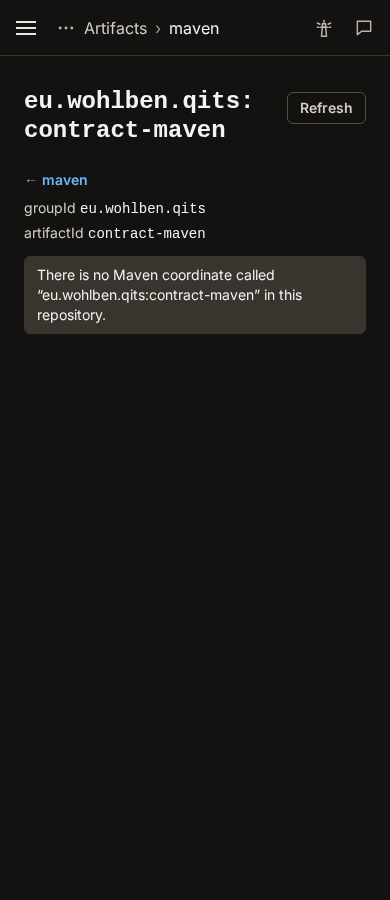 ··· Artifacts › maven
eu.wohlben.qits:
contract-maven
Refresh
← maven
groupId eu.wohlben.qits
artifactId contract-maven
There is no Maven coordinate called
“eu.wohlben.qits:contract-maven” in this
repository.